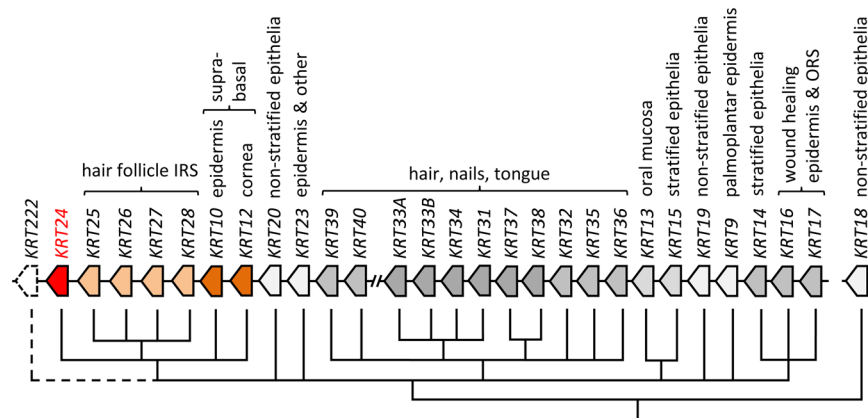 supra-
basal
hair follicle IRS
epidermis
cornea
non-stratified epithelia
epidermis & other
hair, nails, tongue
oral mucosa
stratified epithelia
non-stratified epithelia
palmoplantar epidermis
stratified epithelia
wound healing
epidermis & ORS
non-stratified epithelia
KRT222
KRT24
KRT25
KRT26
KRT27
KRT28
KRT10
KRT12
KRT20
KRT23
KRT39
KRT40
KRT33A
KRT33B
KRT34
KRT31
KRT37
KRT38
KRT32
KRT35
KRT36
KRT13
KRT15
KRT19
KRT9
KRT14
KRT16
KRT17
KRT18